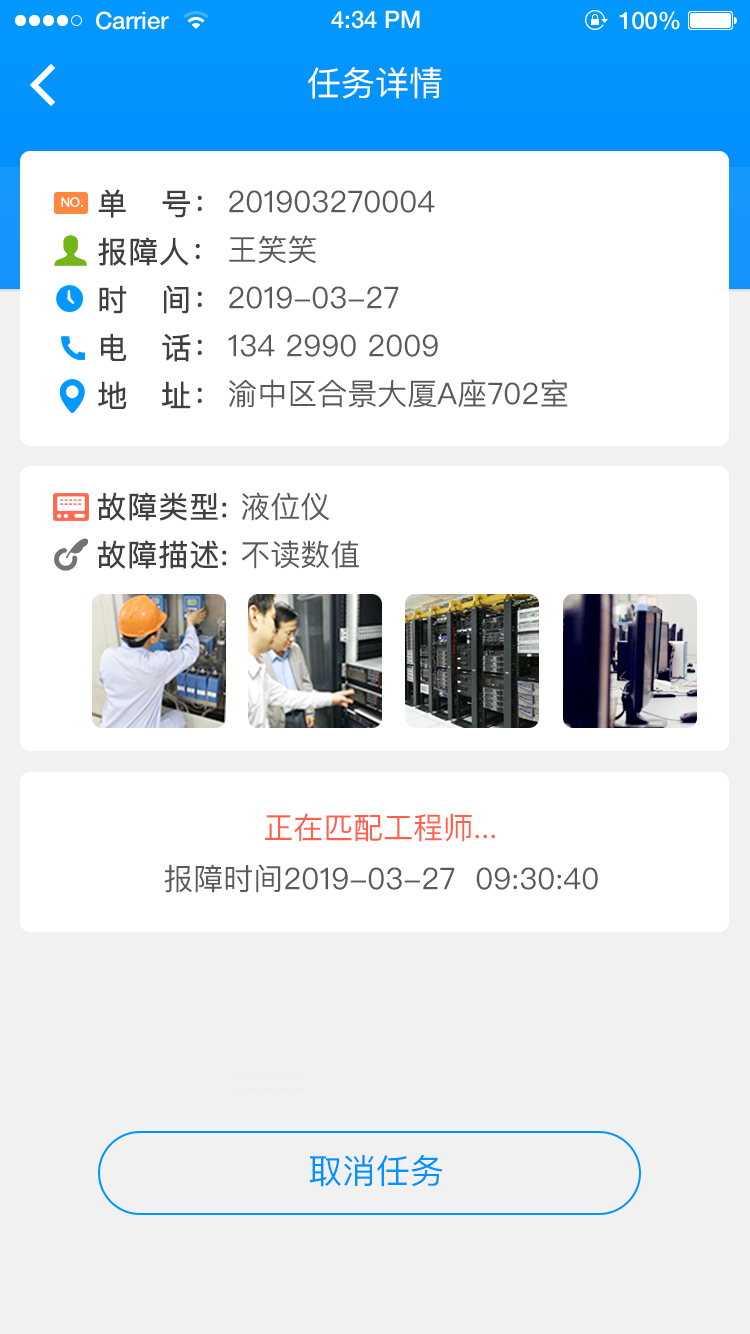 Carrier 4:34 PM 100%
任务详情
NO. 单 号： 201903270004
报障人： 王笑笑
时 间： 2019-03-27
电 话： 134 2990 2009
地 址： 渝中区合景大厦A座702室
故障类型: 液位仪
故障描述: 不读数值
正在匹配工程师...
报障时间2019-03-27 09:30:40
取消任务